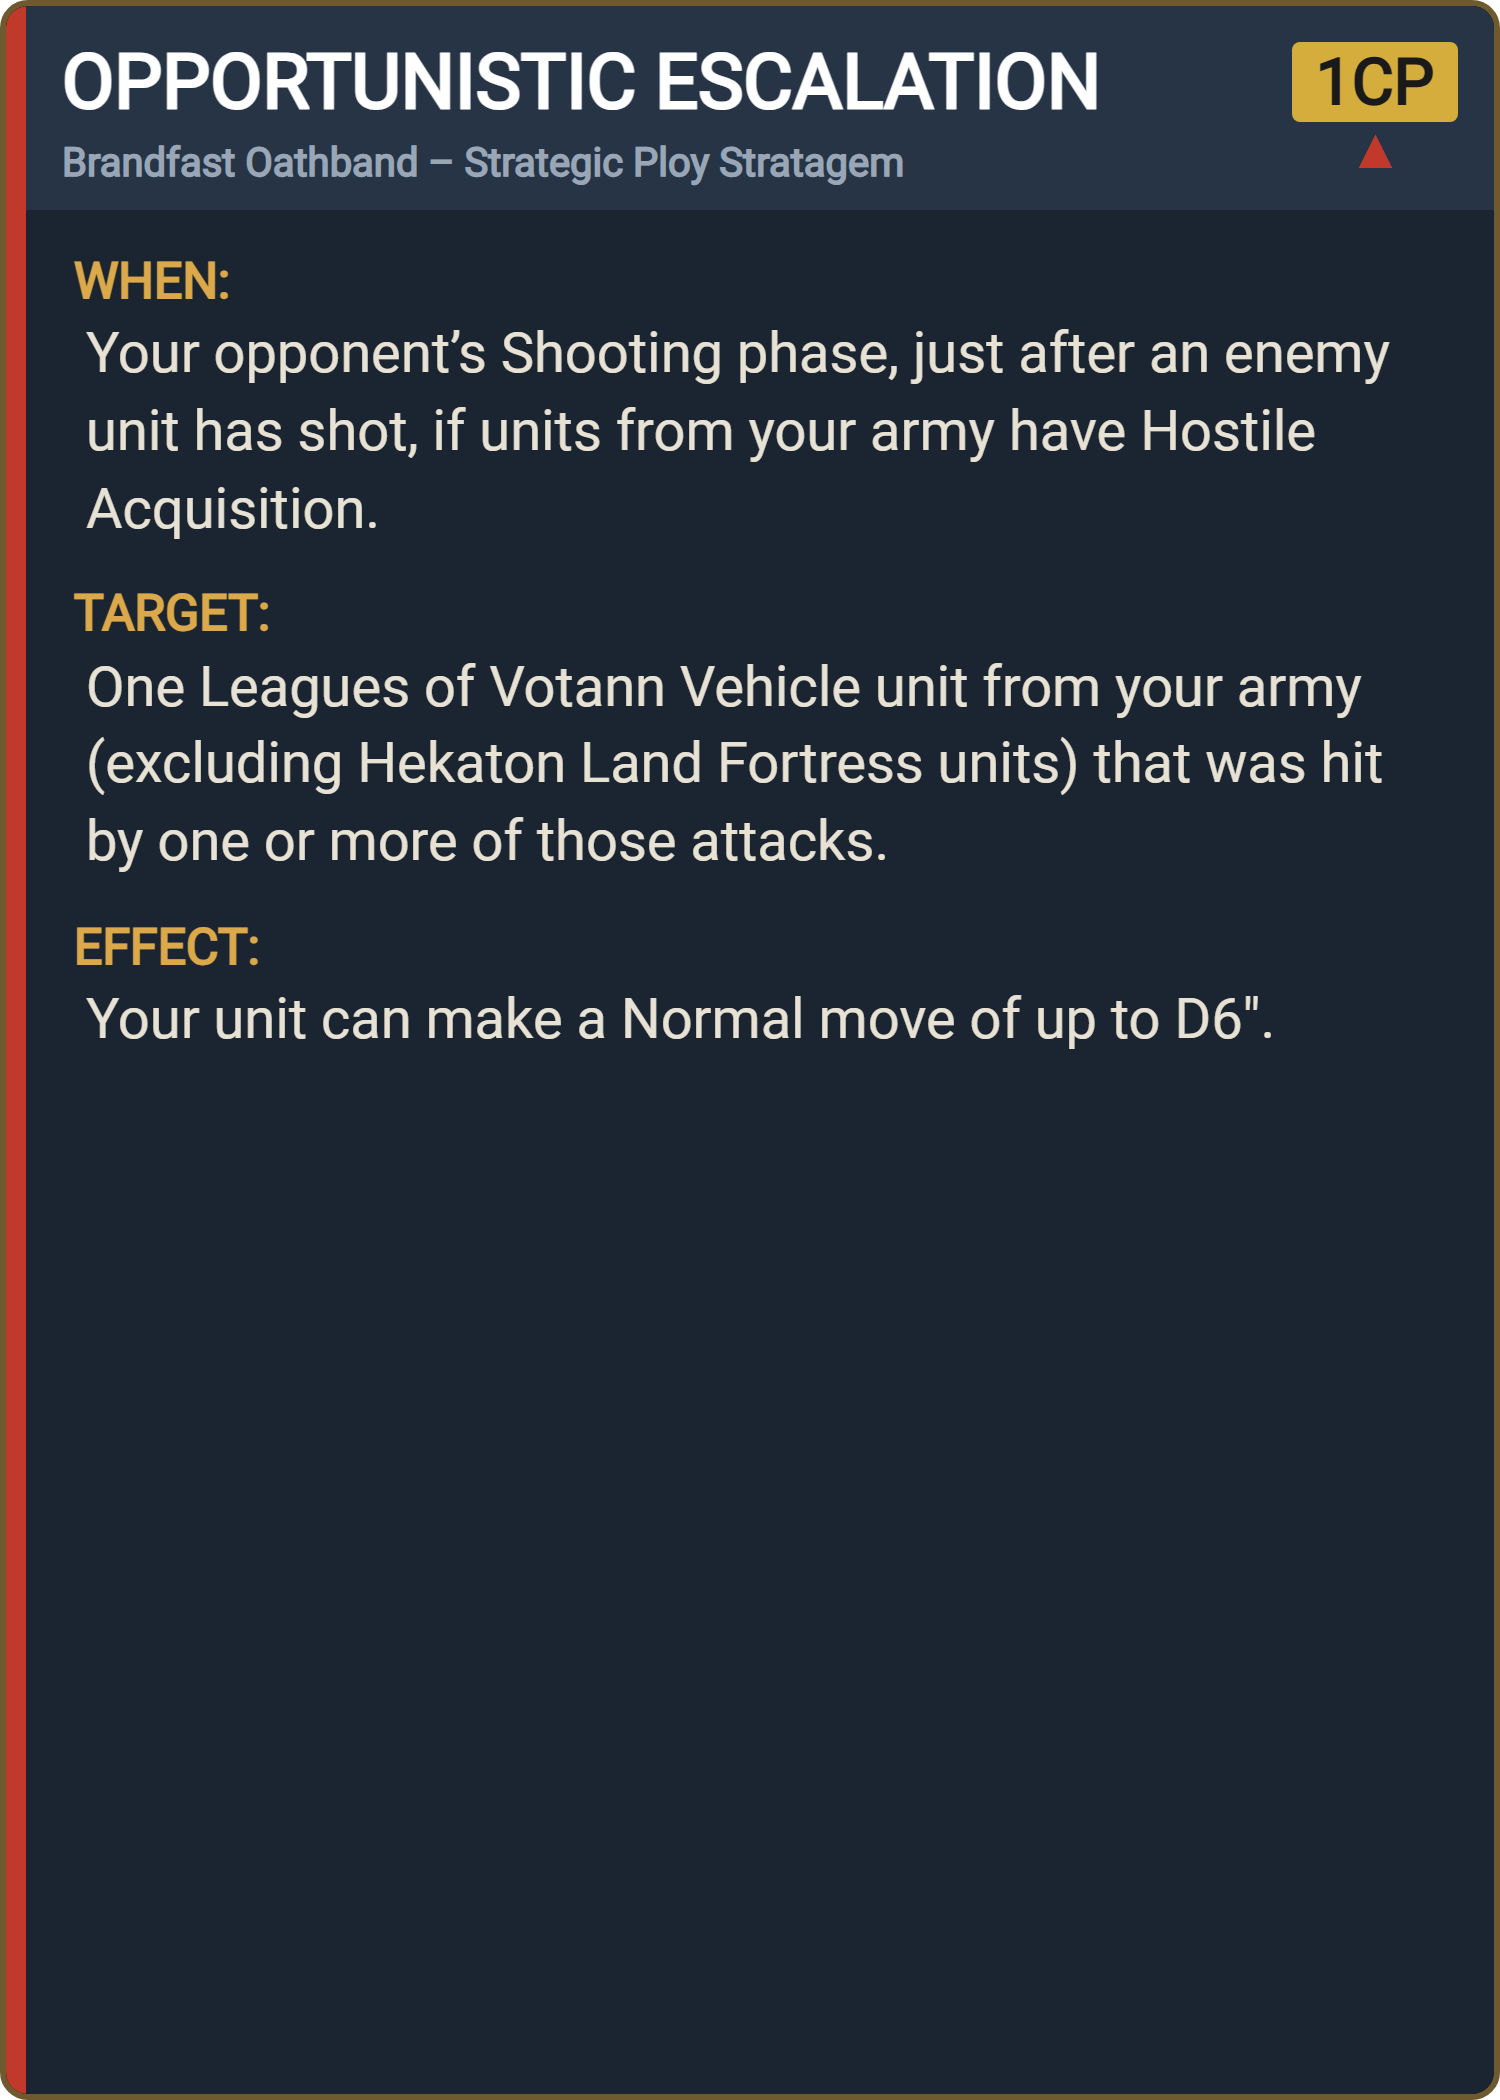 OPPORTUNISTIC ESCALATION
1CP
Brandfast Oathband – Strategic Ploy Stratagem
WHEN:
Your opponent’s Shooting phase, just after an enemy
unit has shot, if units from your army have Hostile
Acquisition.
TARGET:
One Leagues of Votann Vehicle unit from your army
(excluding Hekaton Land Fortress units) that was hit
by one or more of those attacks.
EFFECT:
Your unit can make a Normal move of up to D6".